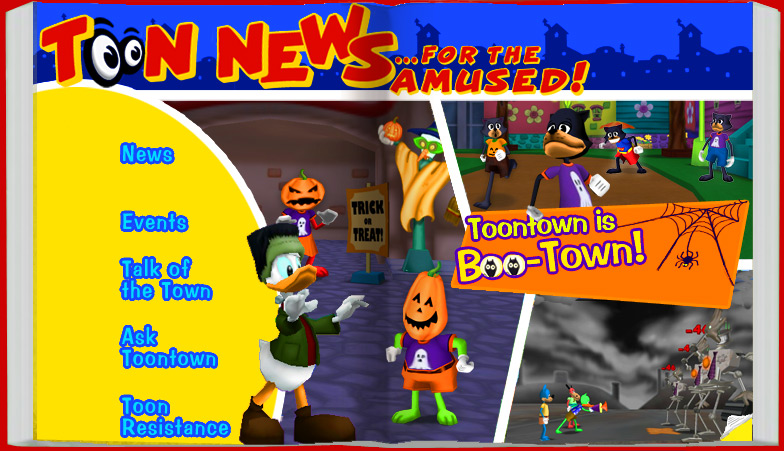 TOON NEWS
...FOR THE
AMUSED!
News
Events
Talk of
the Town
Ask
Toontown
Toon
Resistance
TRICK
OR
TREAT!
Toontown is
Boo-Town!